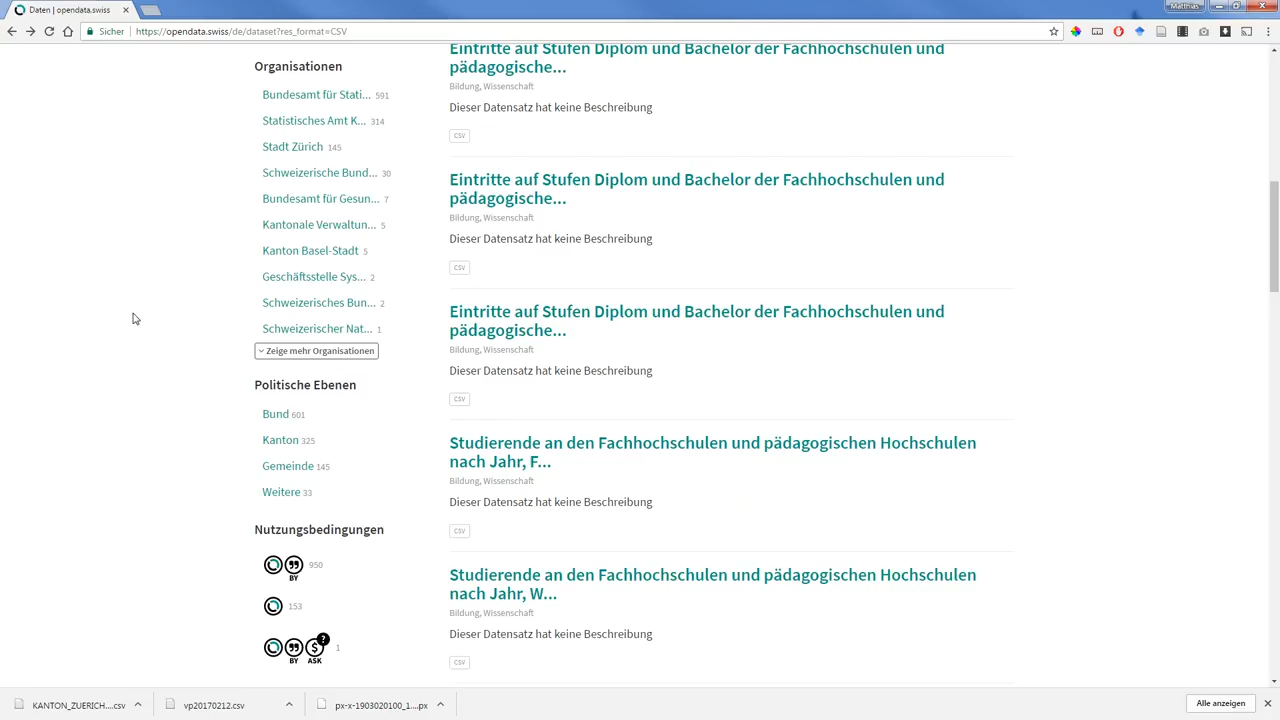 Daten | opendata.swiss
Matthias
Sicher | https://opendata.swiss/de/dataset?res_format=CSV
Organisationen
Bundesamt für Stati... 591
Statistisches Amt K... 314
Stadt Zürich 145
Schweizerische Bund... 30
Bundesamt für Gesun... 7
Kantonale Verwaltun... 5
Kanton Basel-Stadt 5
Geschäftsstelle Sys... 2
Schweizerisches Bun... 2
Schweizerischer Nat... 1
Zeige mehr Organisationen
Politische Ebenen
Bund 601
Kanton 325
Gemeinde 145
Weitere 33
Nutzungsbedingungen
BY 950
153
BY ASK ? 1
Eintritte auf Stufen Diplom und Bachelor der Fachhochschulen und
pädagogische...
Bildung, Wissenschaft
Dieser Datensatz hat keine Beschreibung
CSV
Eintritte auf Stufen Diplom und Bachelor der Fachhochschulen und
pädagogische...
Bildung, Wissenschaft
Dieser Datensatz hat keine Beschreibung
CSV
Eintritte auf Stufen Diplom und Bachelor der Fachhochschulen und
pädagogische...
Bildung, Wissenschaft
Dieser Datensatz hat keine Beschreibung
CSV
Studierende an den Fachhochschulen und pädagogischen Hochschulen
nach Jahr, F...
Bildung, Wissenschaft
Dieser Datensatz hat keine Beschreibung
CSV
Studierende an den Fachhochschulen und pädagogischen Hochschulen
nach Jahr, W...
Bildung, Wissenschaft
Dieser Datensatz hat keine Beschreibung
CSV
KANTON_ZUERICH....csv
vp20170212.csv
px-x-1903020100_1....px
Alle anzeigen